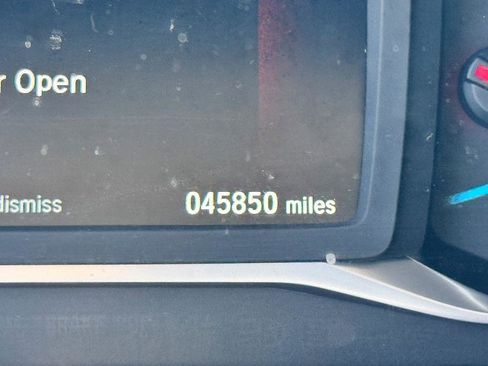 r Open
dismiss 045850 miles